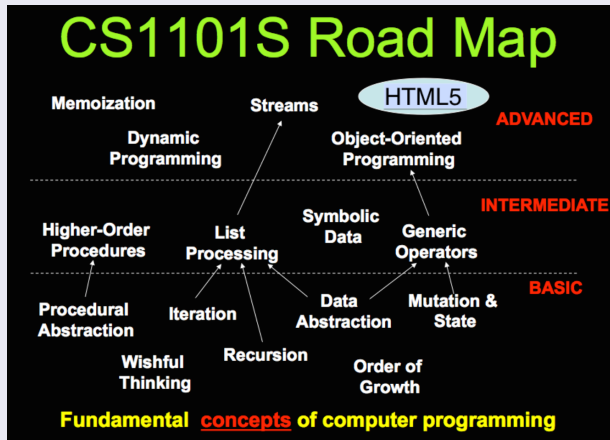 CS1101S Road Map
Memoization
Streams
HTML5
ADVANCED
Dynamic
Programming
Object-Oriented
Programming
INTERMEDIATE
Higher-Order
Procedures
List
Processing
Symbolic
Data
Generic
Operators
BASIC
Procedural
Abstraction
Iteration
Data
Abstraction
Mutation &
State
Wishful
Thinking
Recursion
Order of
Growth
Fundamental concepts of computer programming